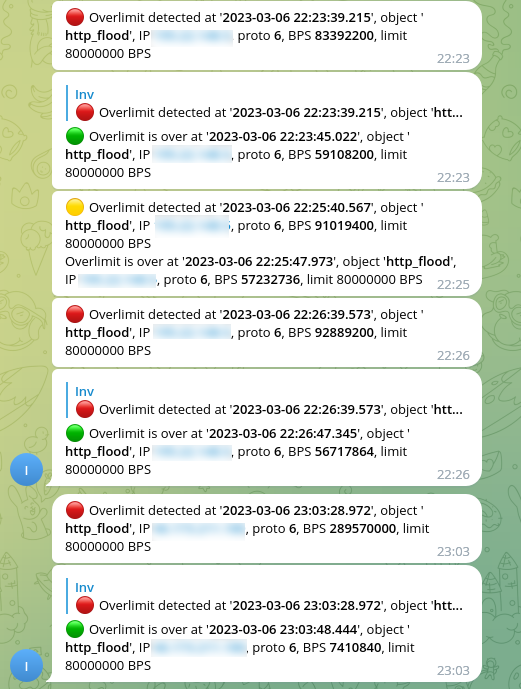 Overlimit detected at '2023-03-06 22:23:39.215', object '
http_flood', IP , proto 6, BPS 83392200, limit
80000000 BPS
22:23
Inv
Overlimit detected at '2023-03-06 22:23:39.215', object 'htt...
Overlimit is over at '2023-03-06 22:23:45.022', object '
http_flood', IP , proto 6, BPS 59108200, limit
80000000 BPS
22:23
Overlimit detected at '2023-03-06 22:25:40.567', object '
http_flood', IP , proto 6, BPS 91019400, limit
80000000 BPS
Overlimit is over at '2023-03-06 22:25:47.973', object 'http_flood',
IP , proto 6, BPS 57232736, limit 80000000 BPS
22:25
Overlimit detected at '2023-03-06 22:26:39.573', object '
http_flood', IP , proto 6, BPS 92889200, limit
80000000 BPS
22:26
Inv
Overlimit detected at '2023-03-06 22:26:39.573', object 'htt...
Overlimit is over at '2023-03-06 22:26:47.345', object '
http_flood', IP , proto 6, BPS 56717864, limit
80000000 BPS
22:26
I
Overlimit detected at '2023-03-06 23:03:28.972', object '
http_flood', IP , proto 6, BPS 289570000, limit
80000000 BPS
23:03
Inv
Overlimit detected at '2023-03-06 23:03:28.972', object 'htt...
Overlimit is over at '2023-03-06 23:03:48.444', object '
http_flood', IP , proto 6, BPS 7410840, limit
80000000 BPS
23:03
I